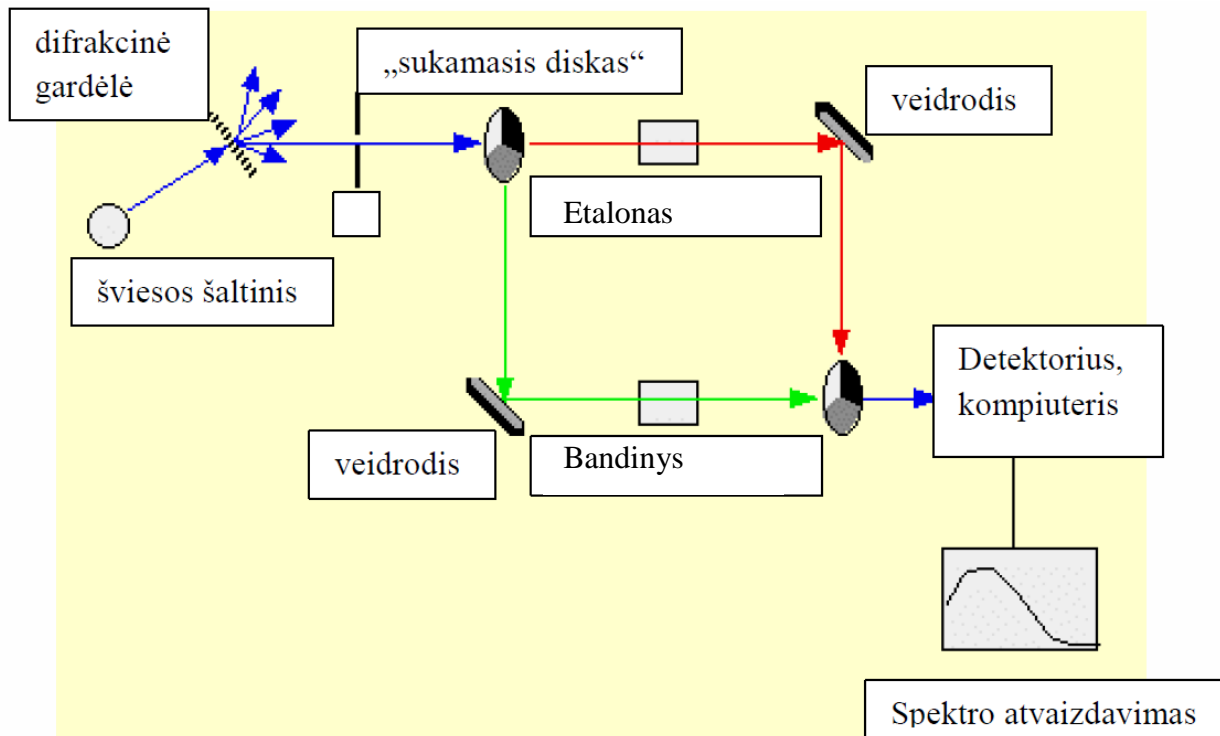 difrakcinė
gardėlė
„sukamasis diskas“
veidrodis
Etalonas
šviesos šaltinis
Detektorius,
kompiuteris
veidrodis
Bandinys
Spektro atvaizdavimas